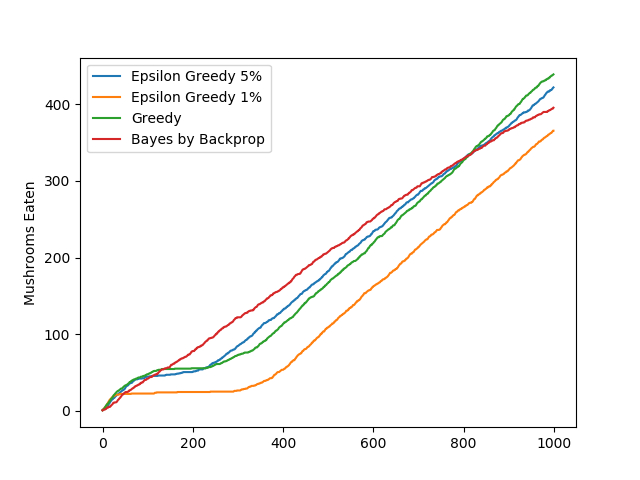 Epsilon Greedy 5%
Epsilon Greedy 1%
Greedy
Bayes by Backprop
Mushrooms Eaten
400
300
200
100
0
0 200 400 600 800 1000